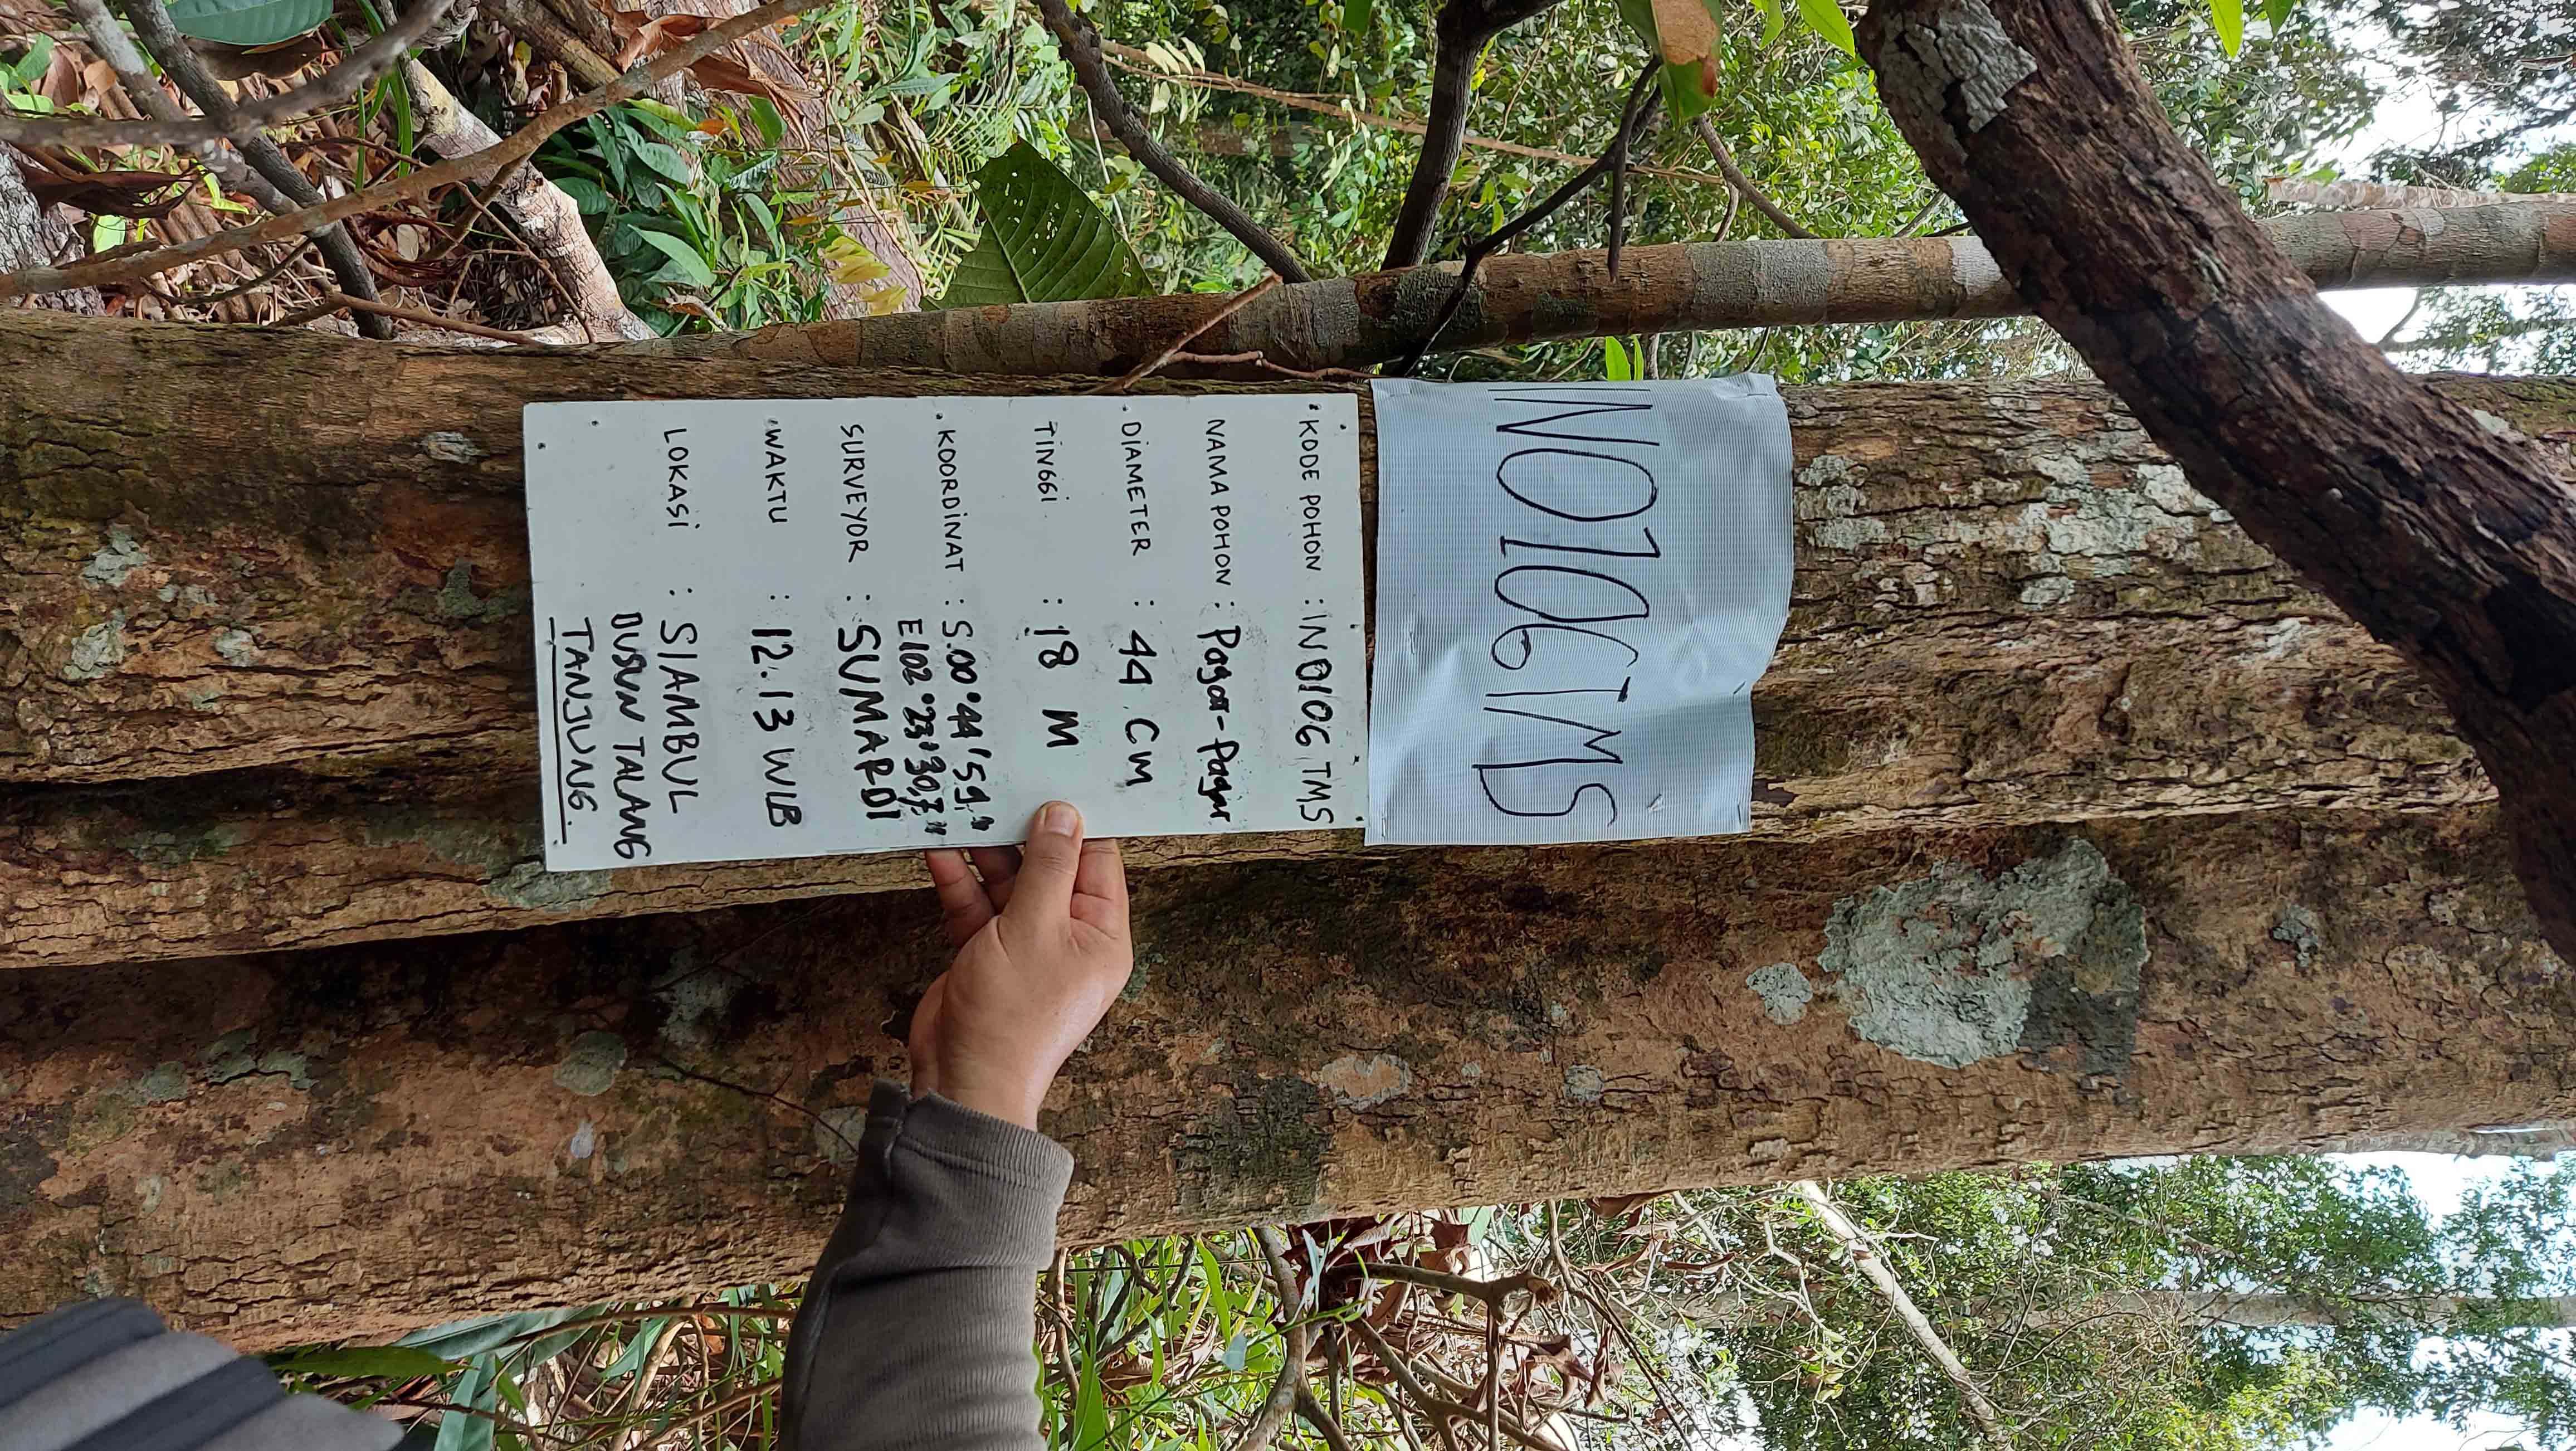 IN0106TMS
KODE POHON : IN0106 TMS
NAMA POHON : Pagar-Pagar
DIAMETER : 44 CM
TINGGI : 18 M
KOORDINAT : S.00°44'59,"
E102°23'30,7"
SURVEYOR : SUMARDI
WAKTU : 12.13 WIB
LOKASI : SIAMBUL
DUSUN TALANG
TANJUNG.